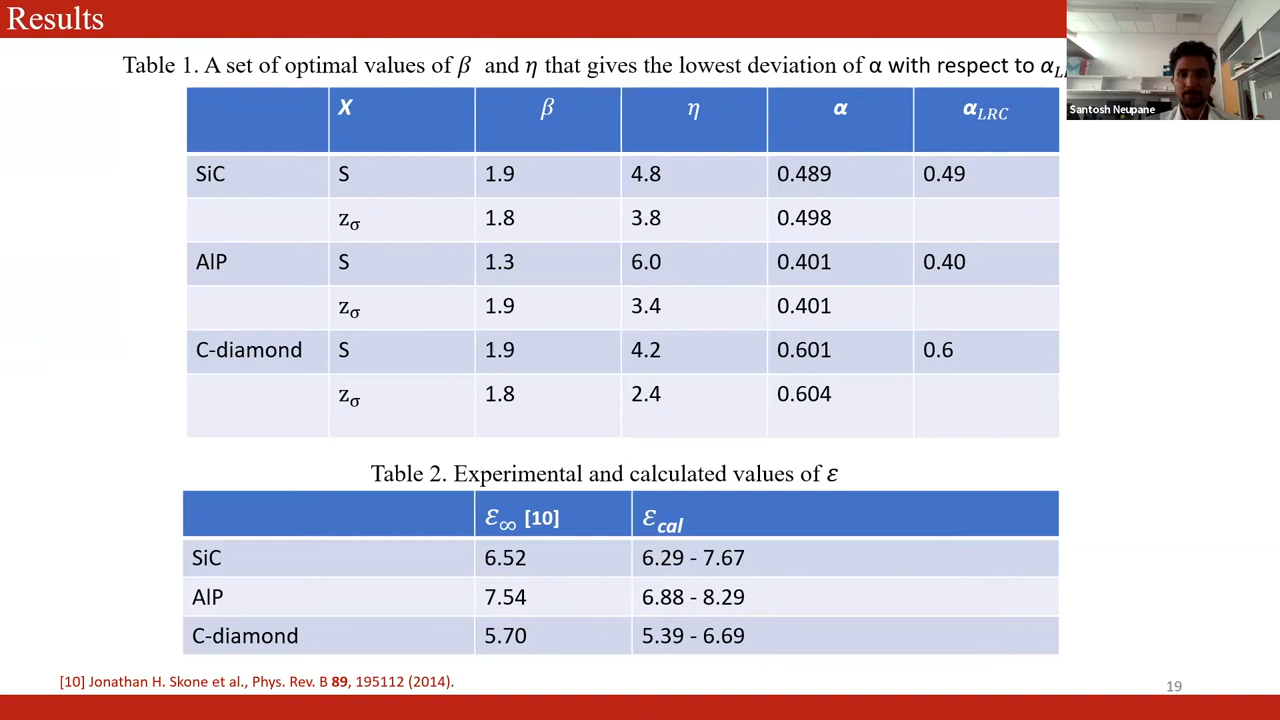 Results
Table 1. A set of optimal values of β and η that gives the lowest deviation of α with respect to α
X β η α α_LRC
SiC S 1.9 4.8 0.489 0.49
z_σ 1.8 3.8 0.498
AlP S 1.3 6.0 0.401 0.40
z_σ 1.9 3.4 0.401
C-diamond S 1.9 4.2 0.601 0.6
z_σ 1.8 2.4 0.604
Table 2. Experimental and calculated values of ε
ℰ_∞ [10] ℰ_cal
SiC 6.52 6.29 - 7.67
AlP 7.54 6.88 - 8.29
C-diamond 5.70 5.39 - 6.69
[10] Jonathan H. Skone et al., Phys. Rev. B 89, 195112 (2014).
19
Santosh Neupane